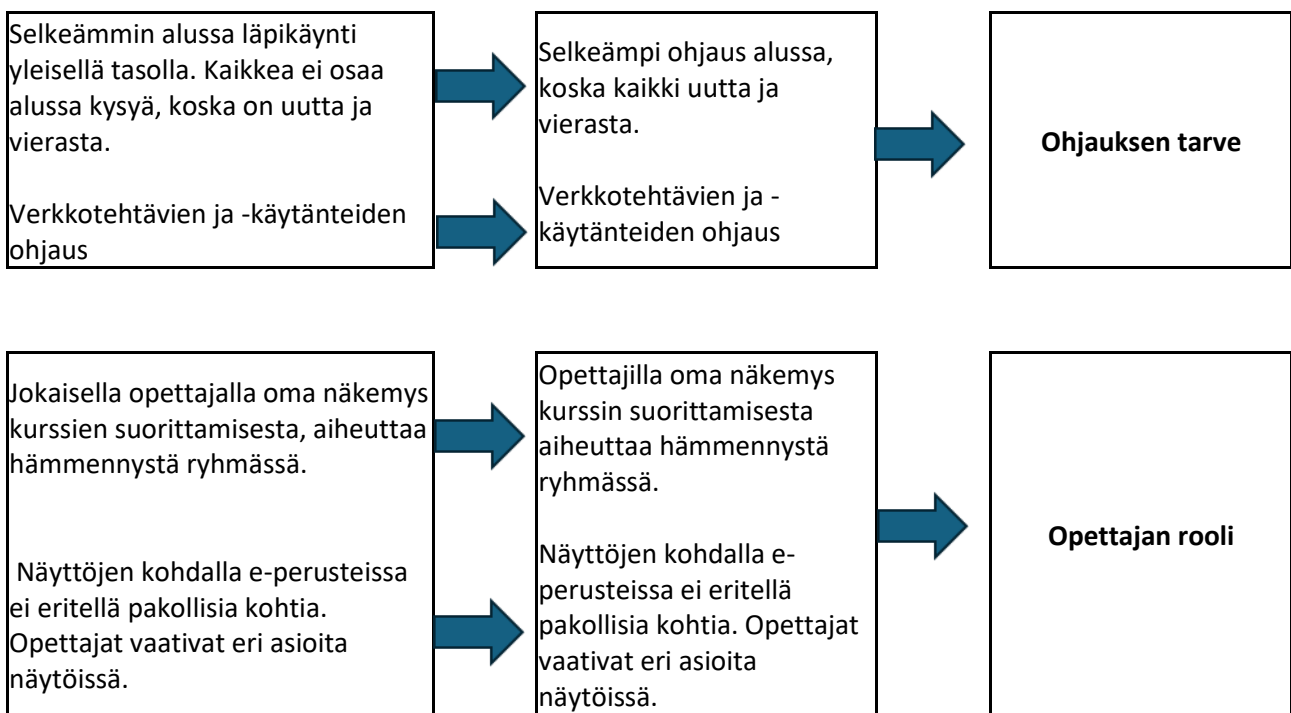 Selkeämmin alussa läpikäynti
yleisellä tasolla. Kaikkea ei osaa
alussa kysyä, koska on uutta ja
vierasta.
Verkkotehtävien ja -käytänteiden
ohjaus
Selkeämpi ohjaus alussa,
koska kaikki uutta ja
vierasta.
Verkkotehtävien ja -
käytänteiden ohjaus
Ohjauksen tarve
Jokaisella opettajalla oma näkemys
kurssien suorittamisesta, aiheuttaa
hämmennystä ryhmässä.
Näyttöjen kohdalla e-perusteissa
ei eritellä pakollisia kohtia.
Opettajat vaativat eri asioita
näytöissä.
Opettajilla oma näkemys
kurssin suorittamisesta
aiheuttaa hämmennystä
ryhmässä.
Näyttöjen kohdalla e-
perusteissa ei eritellä
pakollisia kohtia. Opettajat
vaativat eri asioita
näytöissä.
Opettajan rooli